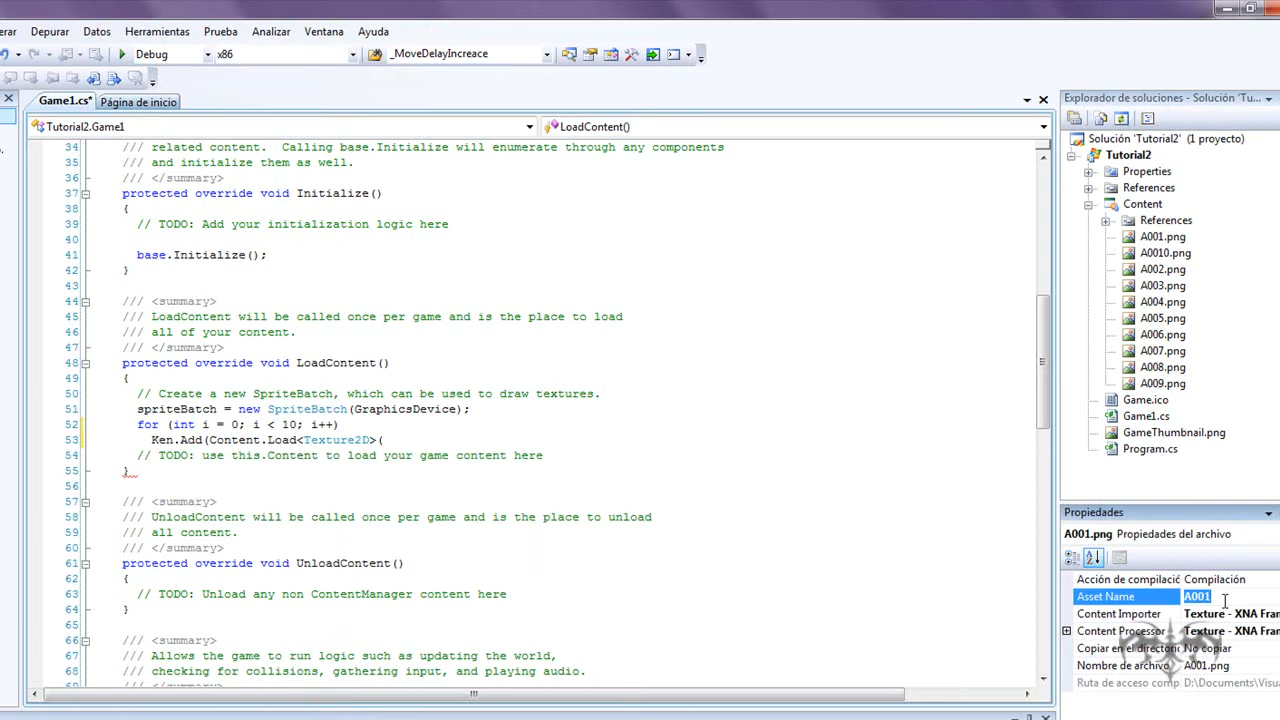 erar Depurar Datos Herramientas Prueba Analizar Ventana Ayuda
Debug x86 _MoveDelayIncreace
Game1.cs* Página de inicio
Tutorial2.Game1 LoadContent()
34 /// related content.  Calling base.Initialize will enumerate through any components
35 /// and initialize them as well.
36 /// </summary>
37 protected override void Initialize()
38 {
39 // TODO: Add your initialization logic here
40
41 base.Initialize();
42 }
43
44 /// <summary>
45 /// LoadContent will be called once per game and is the place to load
46 /// all of your content.
47 /// </summary>
48 protected override void LoadContent()
49 {
50 // Create a new SpriteBatch, which can be used to draw textures.
51 spriteBatch = new SpriteBatch(GraphicsDevice);
52 for (int i = 0; i < 10; i++)
53 Ken.Add(Content.Load<Texture2D>(
54 // TODO: use this.Content to load your game content here
55 }
56
57 /// <summary>
58 /// UnloadContent will be called once per game and is the place to unload
59 /// all content.
60 /// </summary>
61 protected override void UnloadContent()
62 {
63 // TODO: Unload any non ContentManager content here
64 }
65
66 /// <summary>
67 /// Allows the game to run logic such as updating the world,
68 /// checking for collisions, gathering input, and playing audio.
Explorador de soluciones - Solución 'Tu...
Solución 'Tutorial2' (1 proyecto)
Tutorial2
Properties
References
Content
References
A001.png
A0010.png
A002.png
A003.png
A004.png
A005.png
A006.png
A007.png
A008.png
A009.png
Game.ico
Game1.cs
GameThumbnail.png
Program.cs
Propiedades
A001.png Propiedades del archivo
Acción de compilació Compilación
Asset Name A001
Content Importer Texture - XNA Fram
Content Processor Texture - XNA Fram
Copiar en el directorio No copiar
Nombre de archivo A001.png
Ruta de acceso comp D:\Documents\Visua